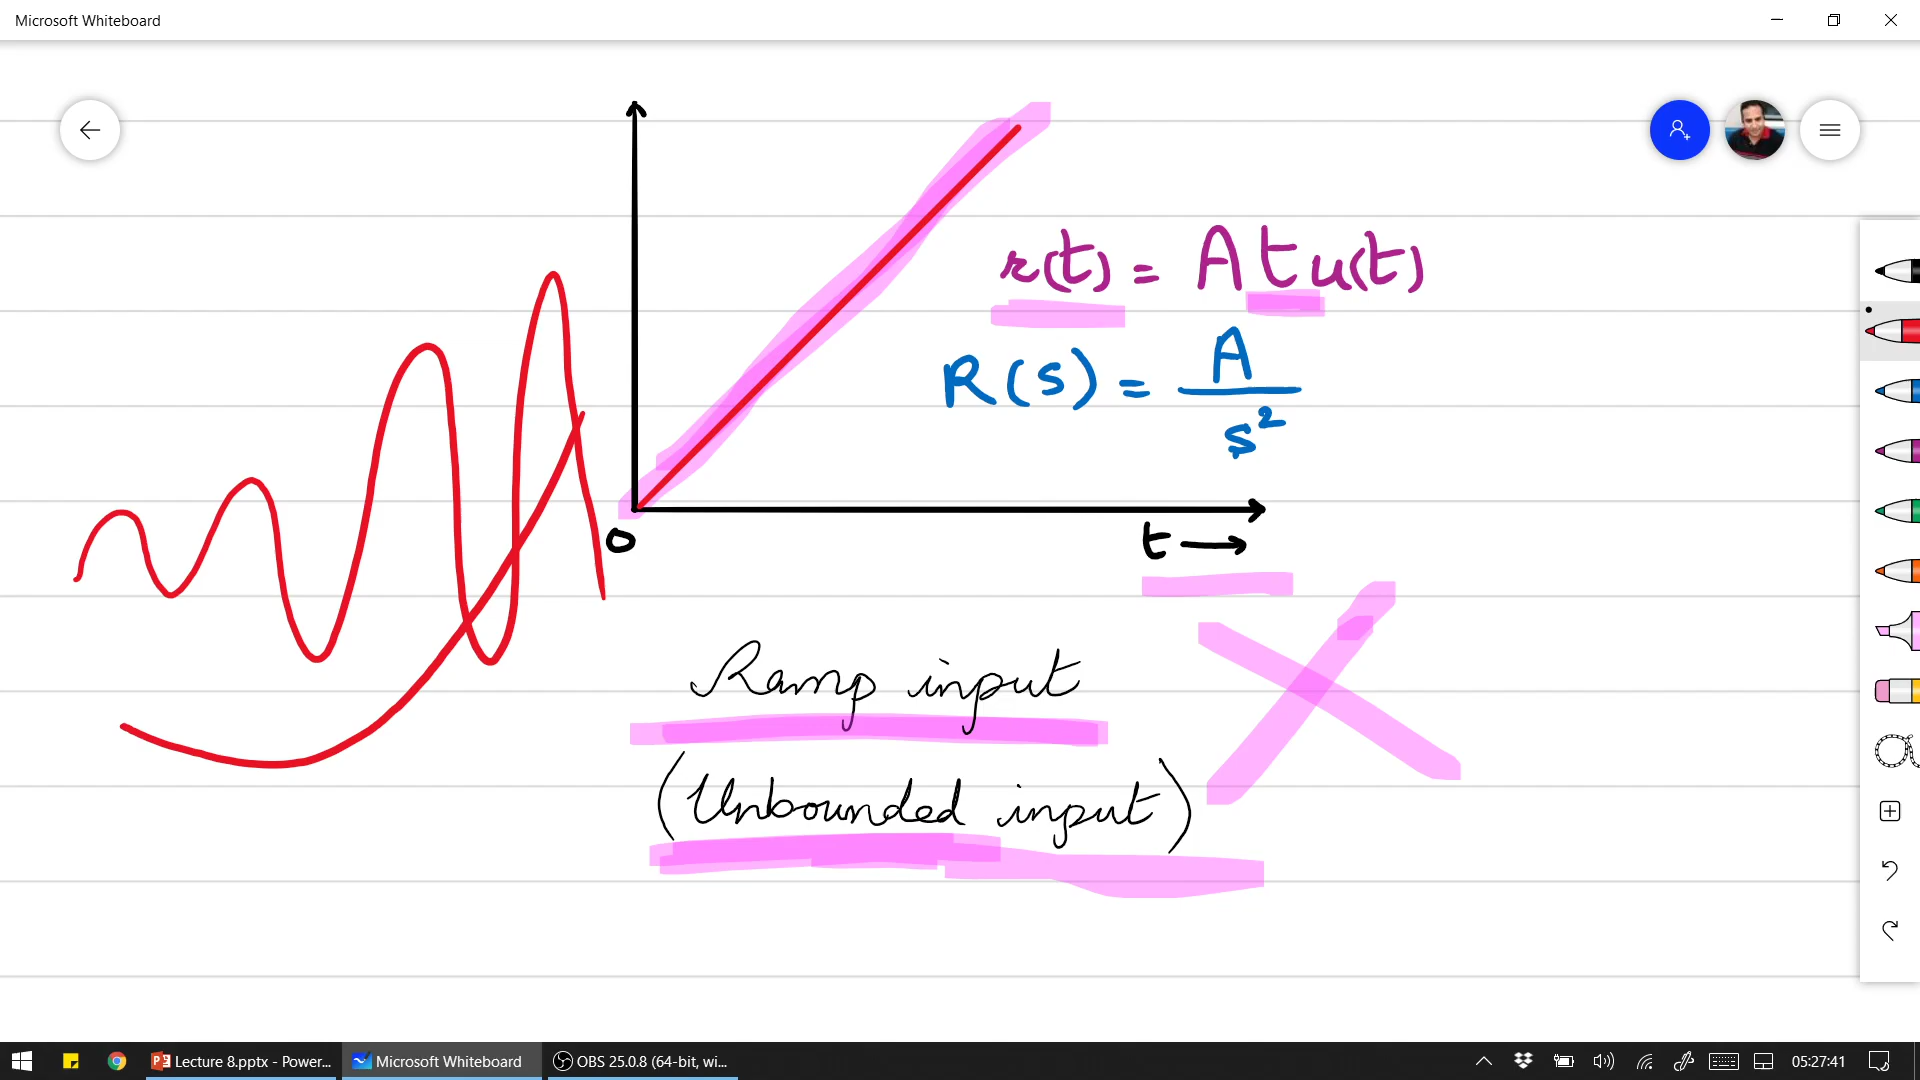 Microsoft Whiteboard
r(t) = A t u(t)
R(s) = A / s²
0
t →
Ramp input
(Unbounded input)
Lecture 8.pptx - Power...
Microsoft Whiteboard
OBS 25.0.8 (64-bit, wi...
05:27:41